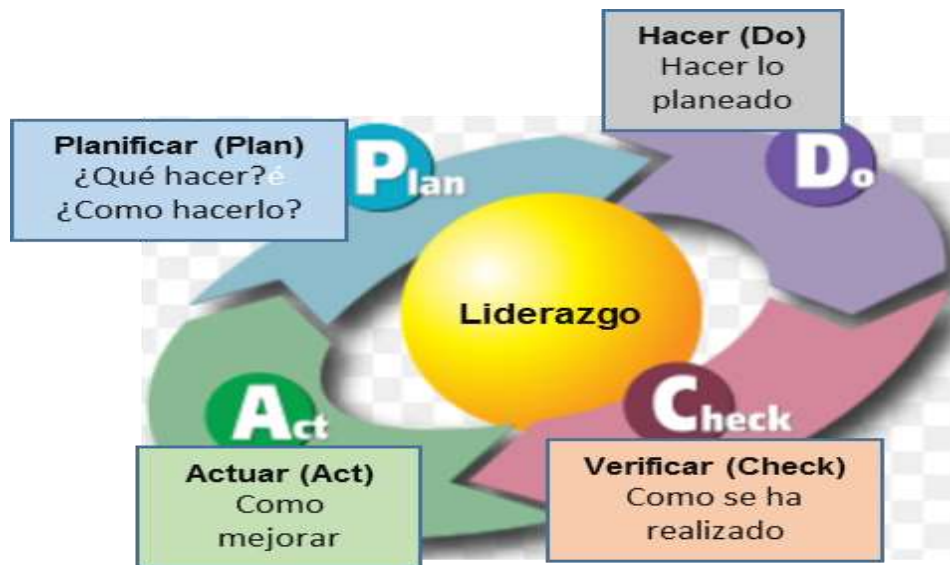 Hacer (Do)
Hacer lo
planeado
Planificar (Plan)
¿Qué hacer?é
¿Como hacerlo?
Plan
Do
Liderazgo
Act
Check
Actuar (Act)
Como
mejorar
Verificar (Check)
Como se ha
realizado